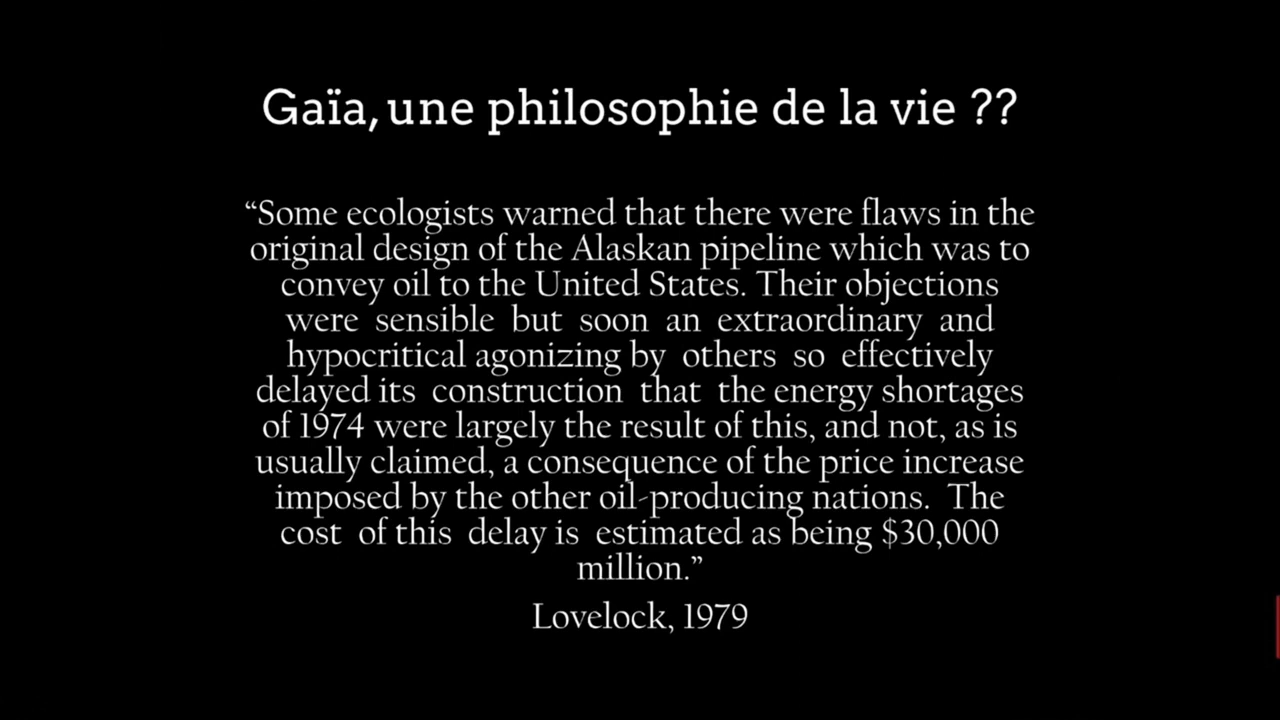 Gaïa, une philosophie de la vie ??
“Some ecologists warned that there were flaws in the
original design of the Alaskan pipeline which was to
convey oil to the United States. Their objections
were sensible but soon an extraordinary and
hypocritical agonizing by others so effectively
delayed its construction that the energy shortages
of 1974 were largely the result of this, and not, as is
usually claimed, a consequence of the price increase
imposed by the other oil-producing nations. The
cost of this delay is estimated as being $30,000
million.”
Lovelock, 1979